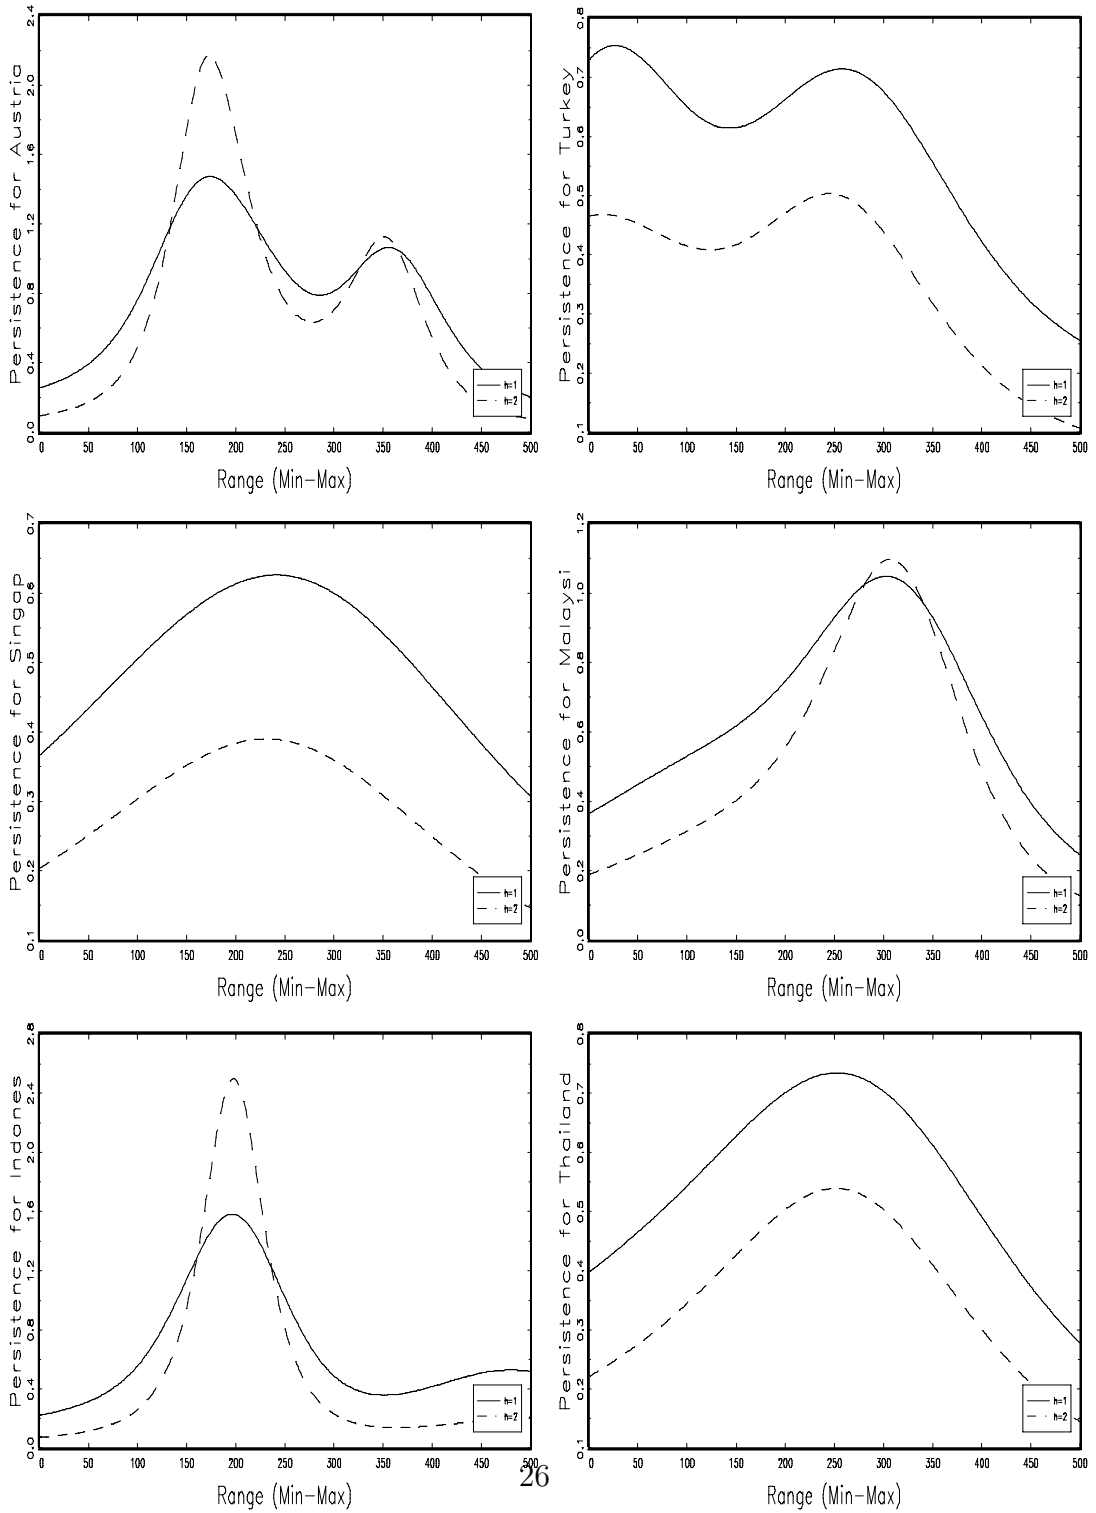 Persistence for Austria
0.0 0.4 0.8 1.2 1.6 2.0 2.4
h=1
h=2
0 50 100 150 200 250 300 350 400 450 500
Range (Min-Max)
Persistence for Turkey
0.1 0.2 0.3 0.4 0.5 0.6 0.7 0.8
h=1
h=2
0 50 100 150 200 250 300 350 400 450 500
Range (Min-Max)
Persistence for Singap
0.1 0.2 0.3 0.4 0.5 0.6 0.7
h=1
h=2
0 50 100 150 200 250 300 350 400 450 500
Range (Min-Max)
Persistence for Malaysi
0.0 0.2 0.4 0.6 0.8 1.0 1.2
h=1
h=2
0 50 100 150 200 250 300 350 400 450 500
Range (Min-Max)
Persistence for Indones
0.0 0.4 0.8 1.2 1.6 2.0 2.4 2.8
h=1
h=2
0 50 100 150 200 250 300 350 400 450 500
Range (Min-Max)
Persistence for Thailand
0.1 0.2 0.3 0.4 0.5 0.6 0.7 0.8
h=1
h=2
0 50 100 150 200 250 300 350 400 450 500
Range (Min-Max)
26